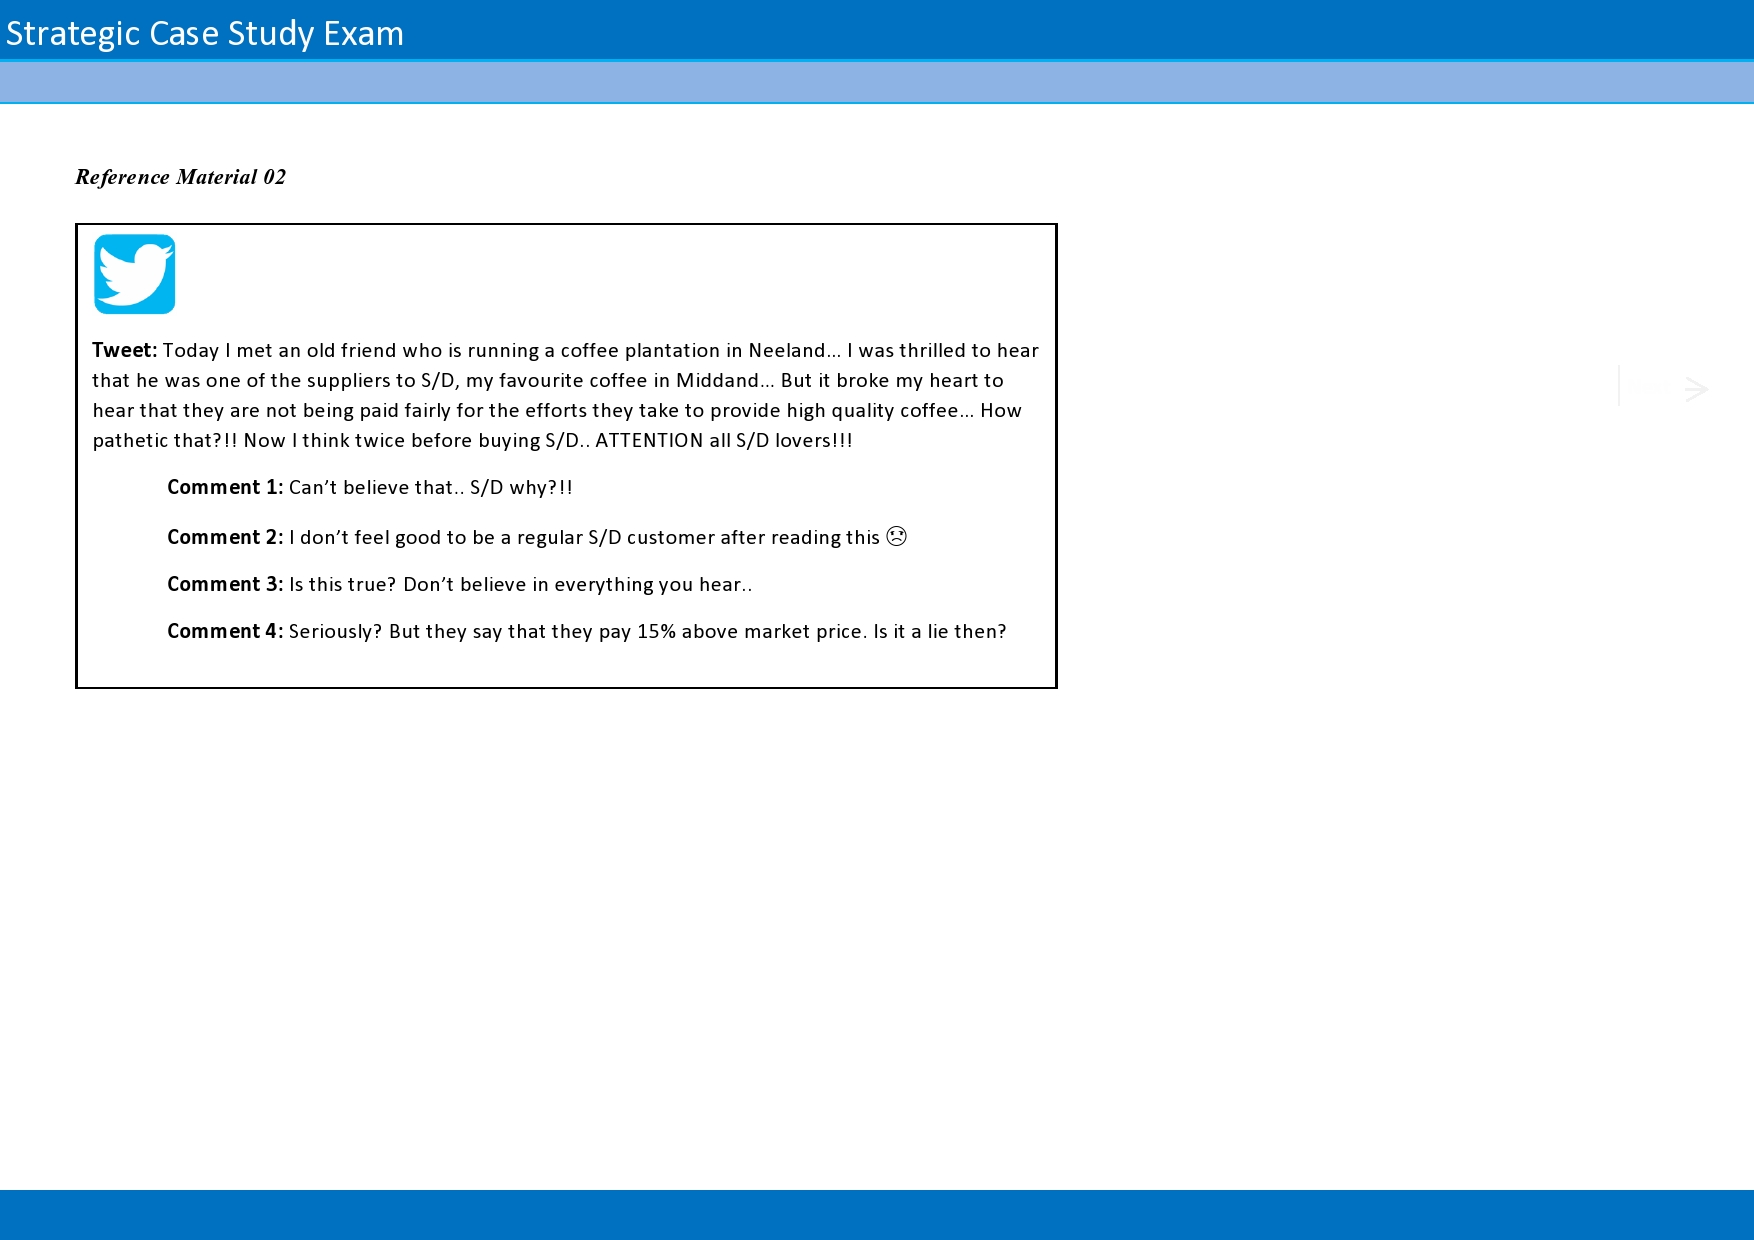 Strategic Case Study Exam
Reference Material 02
Tweet: Today I met an old friend who is running a coffee plantation in Neeland... I was thrilled to hear
that he was one of the suppliers to S/D, my favourite coffee in Middand... But it broke my heart to
hear that they are not being paid fairly for the efforts they take to provide high quality coffee... How
pathetic that?!! Now I think twice before buying S/D.. ATTENTION all S/D lovers!!!
Comment 1: Can’t believe that.. S/D why?!!
Comment 2: I don’t feel good to be a regular S/D customer after reading this ☹
Comment 3: Is this true? Don’t believe in everything you hear..
Comment 4: Seriously? But they say that they pay 15% above market price. Is it a lie then?